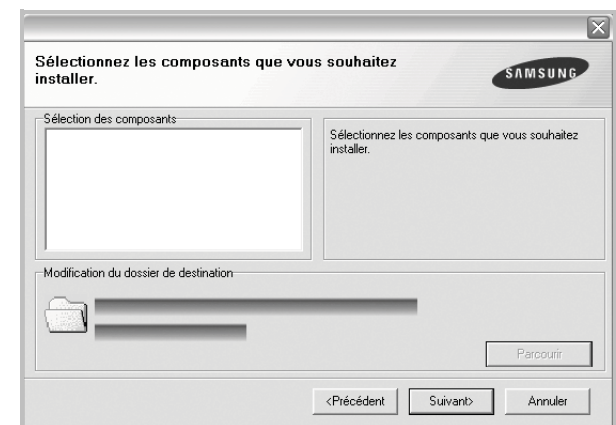 Sélectionnez les composants que vous souhaitez
installer.
SAMSUNG
Sélection des composants
Sélectionnez les composants que vous souhaitez
installer.
Modification du dossier de destination
Parcourir
<Précédent
Suivant>
Annuler